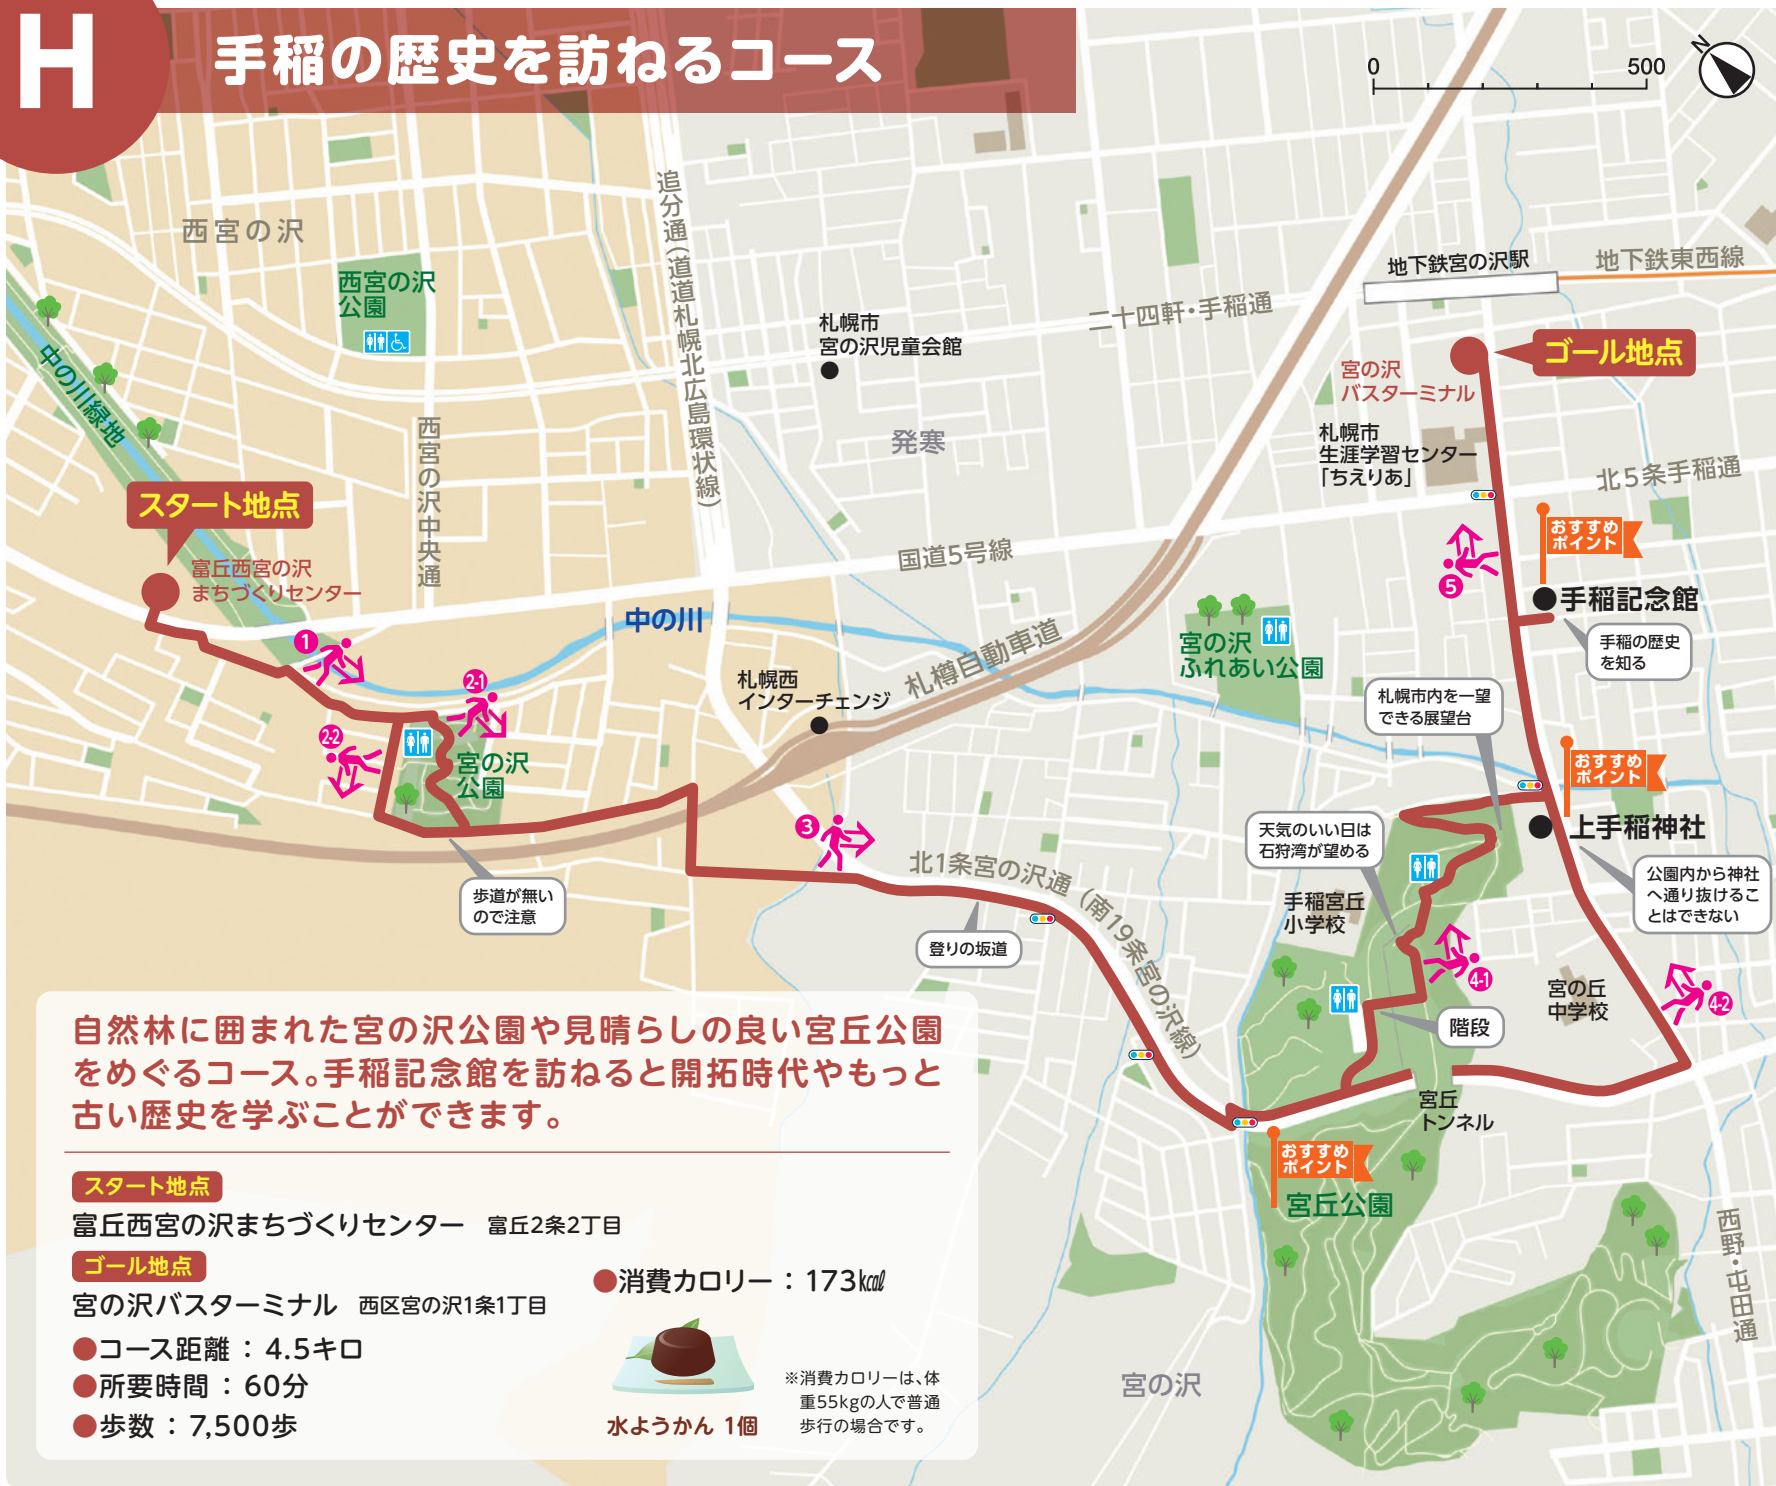 H
手稲の歴史を訪ねるコース
0
500
N
西宮の沢
西宮の沢
公園
中の川緑地
追分通(道道札幌北広島環状線)
西宮の沢中央通
札幌市
宮の沢児童会館
発寒
二十四軒・手稲通
地下鉄宮の沢駅
地下鉄東西線
ゴール地点
宮の沢
バスターミナル
札幌市
生涯学習センター
「ちえりあ」
北5条手稲通
おすすめ
ポイント
手稲記念館
手稲の歴史
を知る
5
スタート地点
富丘西宮の沢
まちづくりセンター
国道5号線
中の川
宮の沢
ふれあい公園
札樽自動車道
札幌西
インターチェンジ
1
2-1
2-2
宮の沢
公園
札幌市内を一望
できる展望台
おすすめ
ポイント
上手稲神社
公園内から神社
へ通り抜けるこ
とはできない
天気のいい日は
石狩湾が望める
3
歩道が無い
ので注意
北1条宮の沢通(南19条宮の沢線)
登りの坂道
手稲宮丘
小学校
4-1
4-2
宮の丘
中学校
階段
宮丘
トンネル
おすすめ
ポイント
宮丘公園
西野・屯田通
宮の沢
自然林に囲まれた宮の沢公園や見晴らしの良い宮丘公園
をめぐるコース。手稲記念館を訪ねると開拓時代やもっと
古い歴史を学ぶことができます。
スタート地点
富丘西宮の沢まちづくりセンター 富丘2条2丁目
ゴール地点
宮の沢バスターミナル 西区宮の沢1条1丁目
●コース距離：4.5キロ
●所要時間：60分
●歩数：7,500歩
●消費カロリー：173㎉
水ようかん 1個
※消費カロリーは、体
重55kgの人で普通
歩行の場合です。